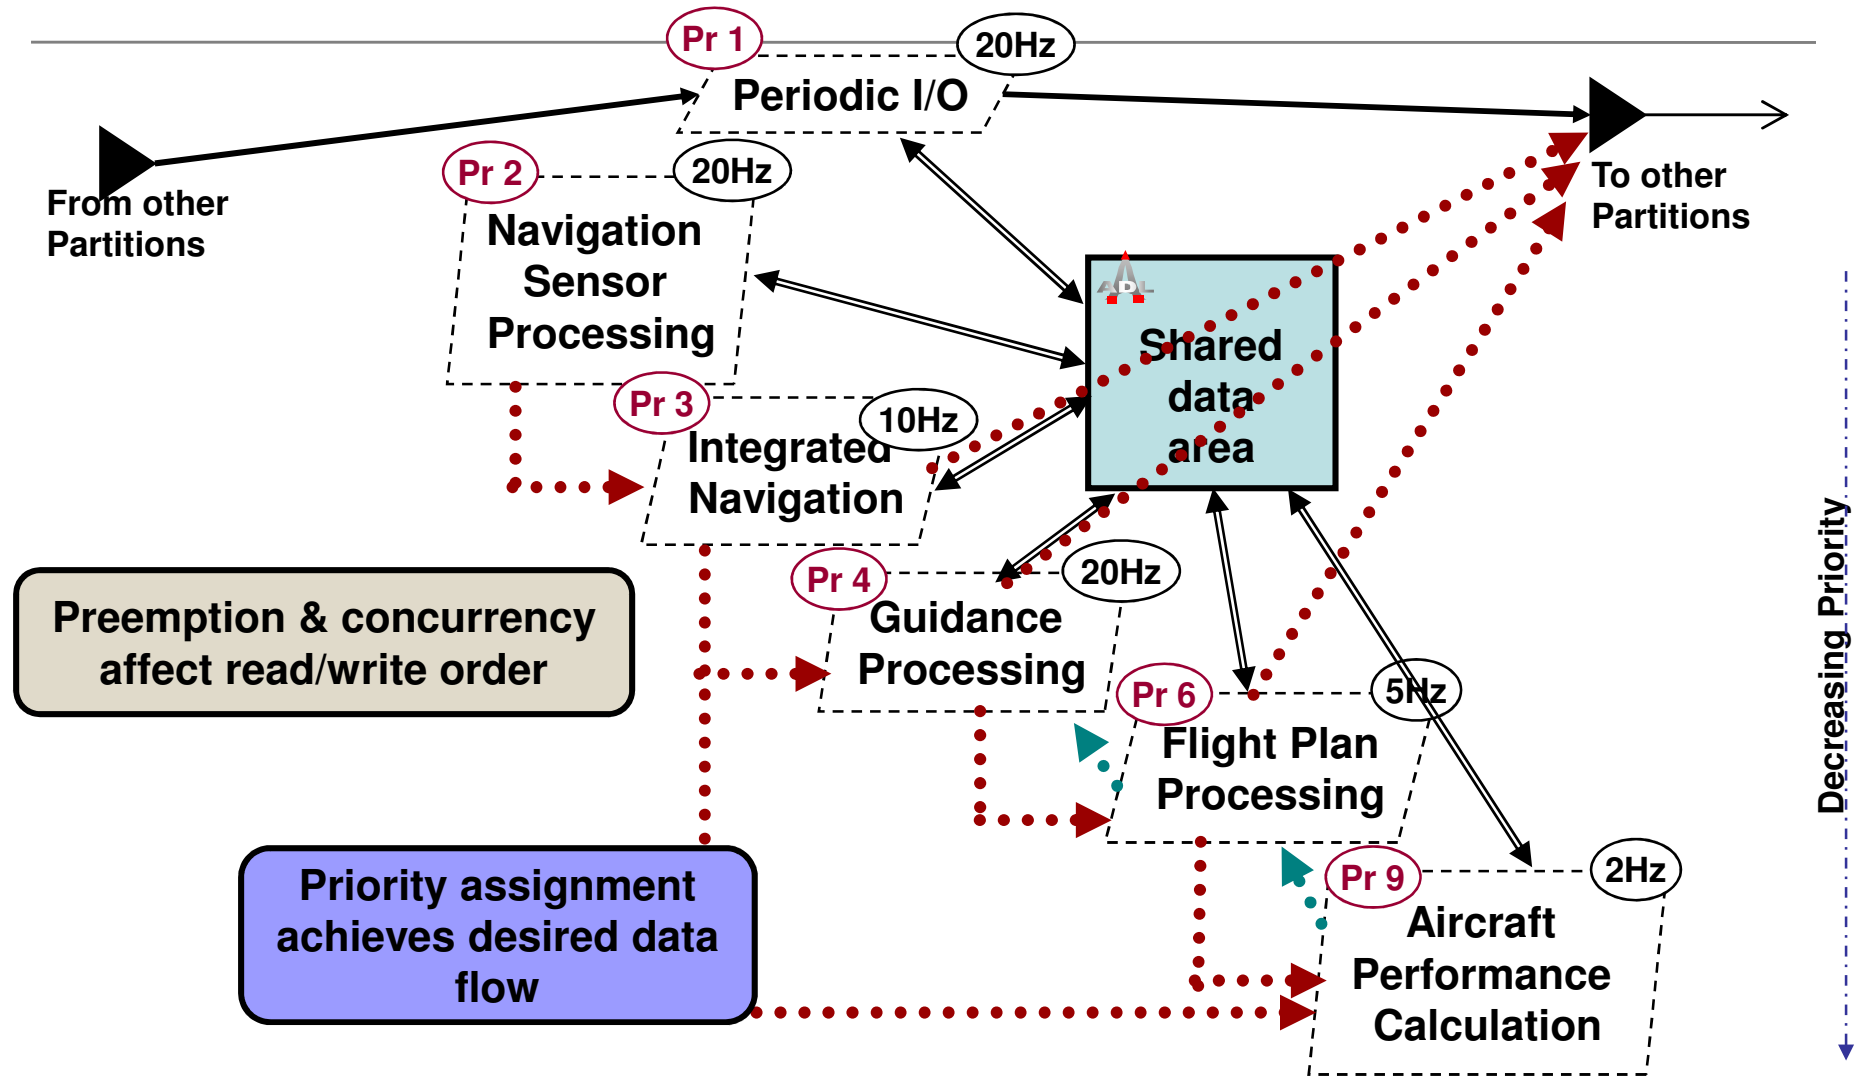 Pr 1
20Hz
Periodic I/O
From other
Partitions
To other
Partitions
Pr 2
20Hz
Navigation
Sensor
Processing
ADL
Shared
data
area
Pr 3
10Hz
Integrated
Navigation
Pr 4
20Hz
Guidance
Processing
Preemption & concurrency
affect read/write order
Pr 6
5Hz
Flight Plan
Processing
Decreasing Priority
Priority assignment
achieves desired data
flow
Pr 9
2Hz
Aircraft
Performance
Calculation